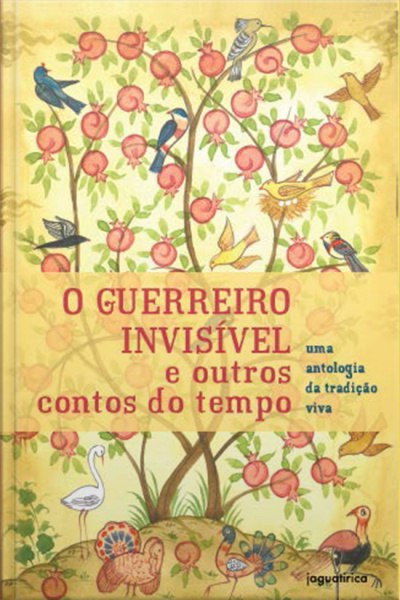 O GUERREIRO
INVISÍVEL
e outros
contos do tempo
uma
antologia
da tradição
viva
jaguatirica